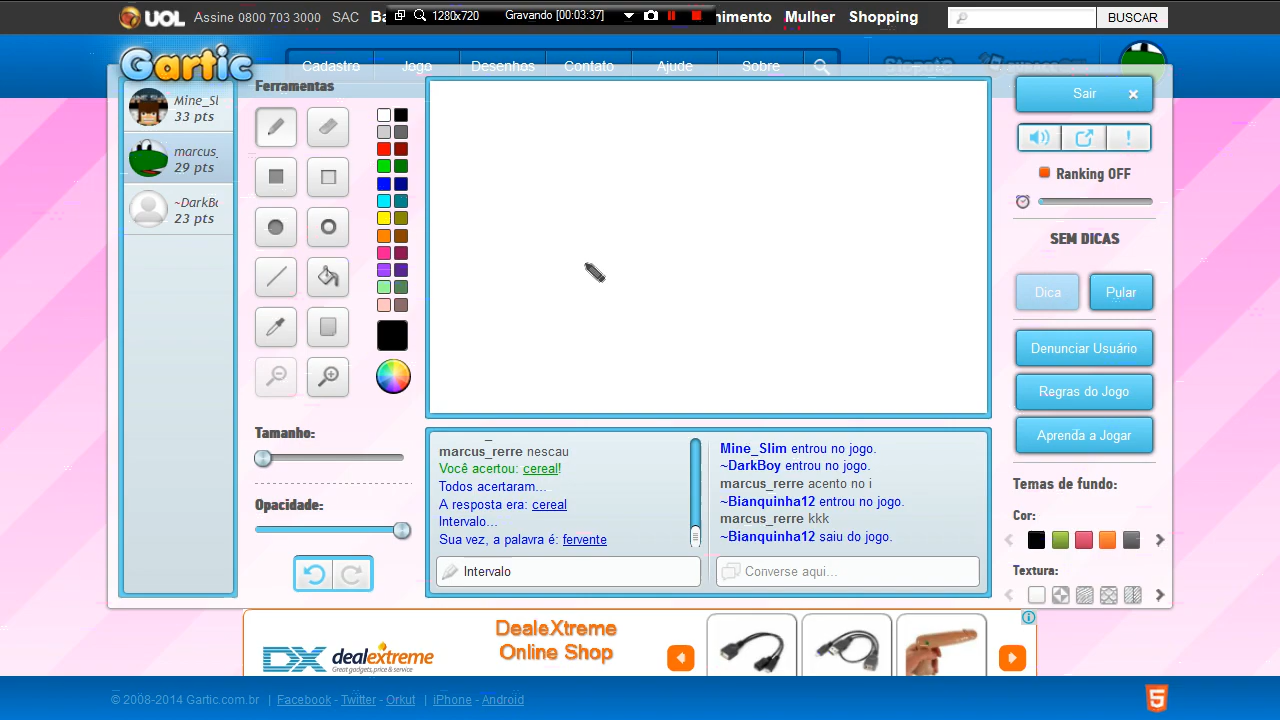 UOL Assine 0800 703 3000 SAC Ba
1280x720 Gravando [00:03:37]
himento Mulher Shopping BUSCAR
Gartic
Cadastro Jogo Desenhos Contato Ajuda Sobre
Mine_Sl
33 pts
marcus_
29 pts
~DarkBo
23 pts
Ferramentas
Tamanho:
Opacidade:
marcus_rerre nescau
Você acertou: cereal!
Todos acertaram...
A resposta era: cereal
Intervalo...
Sua vez, a palavra é: fervente
Intervalo
Mine_Slim entrou no jogo.
~DarkBoy entrou no jogo.
marcus_rerre acento no i
~Bianquinha12 entrou no jogo.
marcus_rerre kkk
~Bianquinha12 saiu do jogo.
Converse aqui...
Sair ×
!
Ranking OFF
SEM DICAS
Dica Pular
Denunciar Usuário
Regras do Jogo
Aprenda a Jogar
Temas de fundo:
Cor:
Textura:
DX dealextreme
Great gadgets, price & service
DealeXtreme
Online Shop
© 2008-2014 Gartic.com.br | Facebook - Twitter - Orkut | iPhone - Android
5